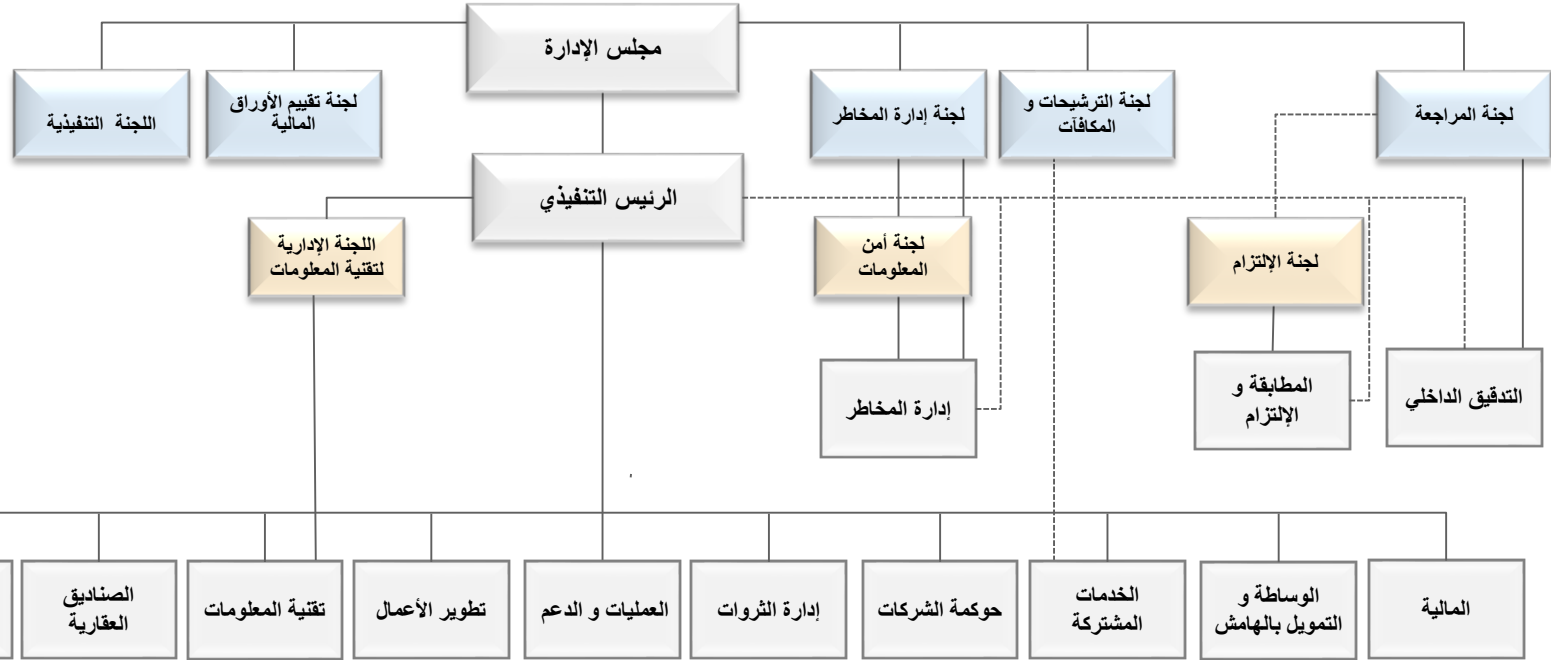 مجلس الإدارة
لجنة المراجعة
لجنة الترشيحات و
المكافآت
لجنة إدارة المخاطر
لجنة تقييم الأوراق
المالية
اللجنة التنفيذية
الرئيس التنفيذي
لجنة الإلتزام
لجنة أمن
المعلومات
اللجنة الإدارية
لتقنية المعلومات
التدقيق الداخلي
المطابقة و
الإلتزام
إدارة المخاطر
المالية
الوساطة و
التمويل بالهامش
الخدمات
المشتركة
حوكمة الشركات
إدارة الثروات
العمليات و الدعم
تطوير الأعمال
تقنية المعلومات
الصناديق
العقارية